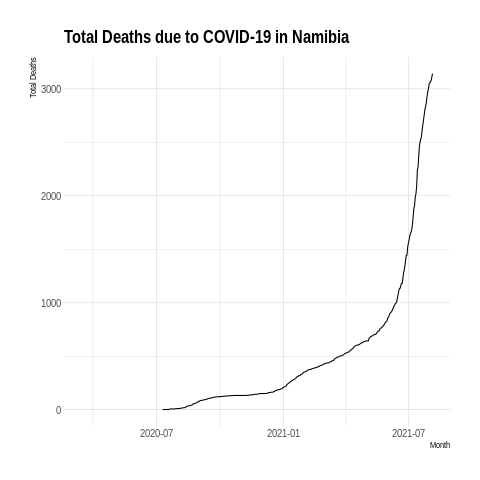 Total Deaths due to COVID-19 in Namibia
Total Deaths
3000
2000
1000
0
2020-07
2021-01
2021-07
Month